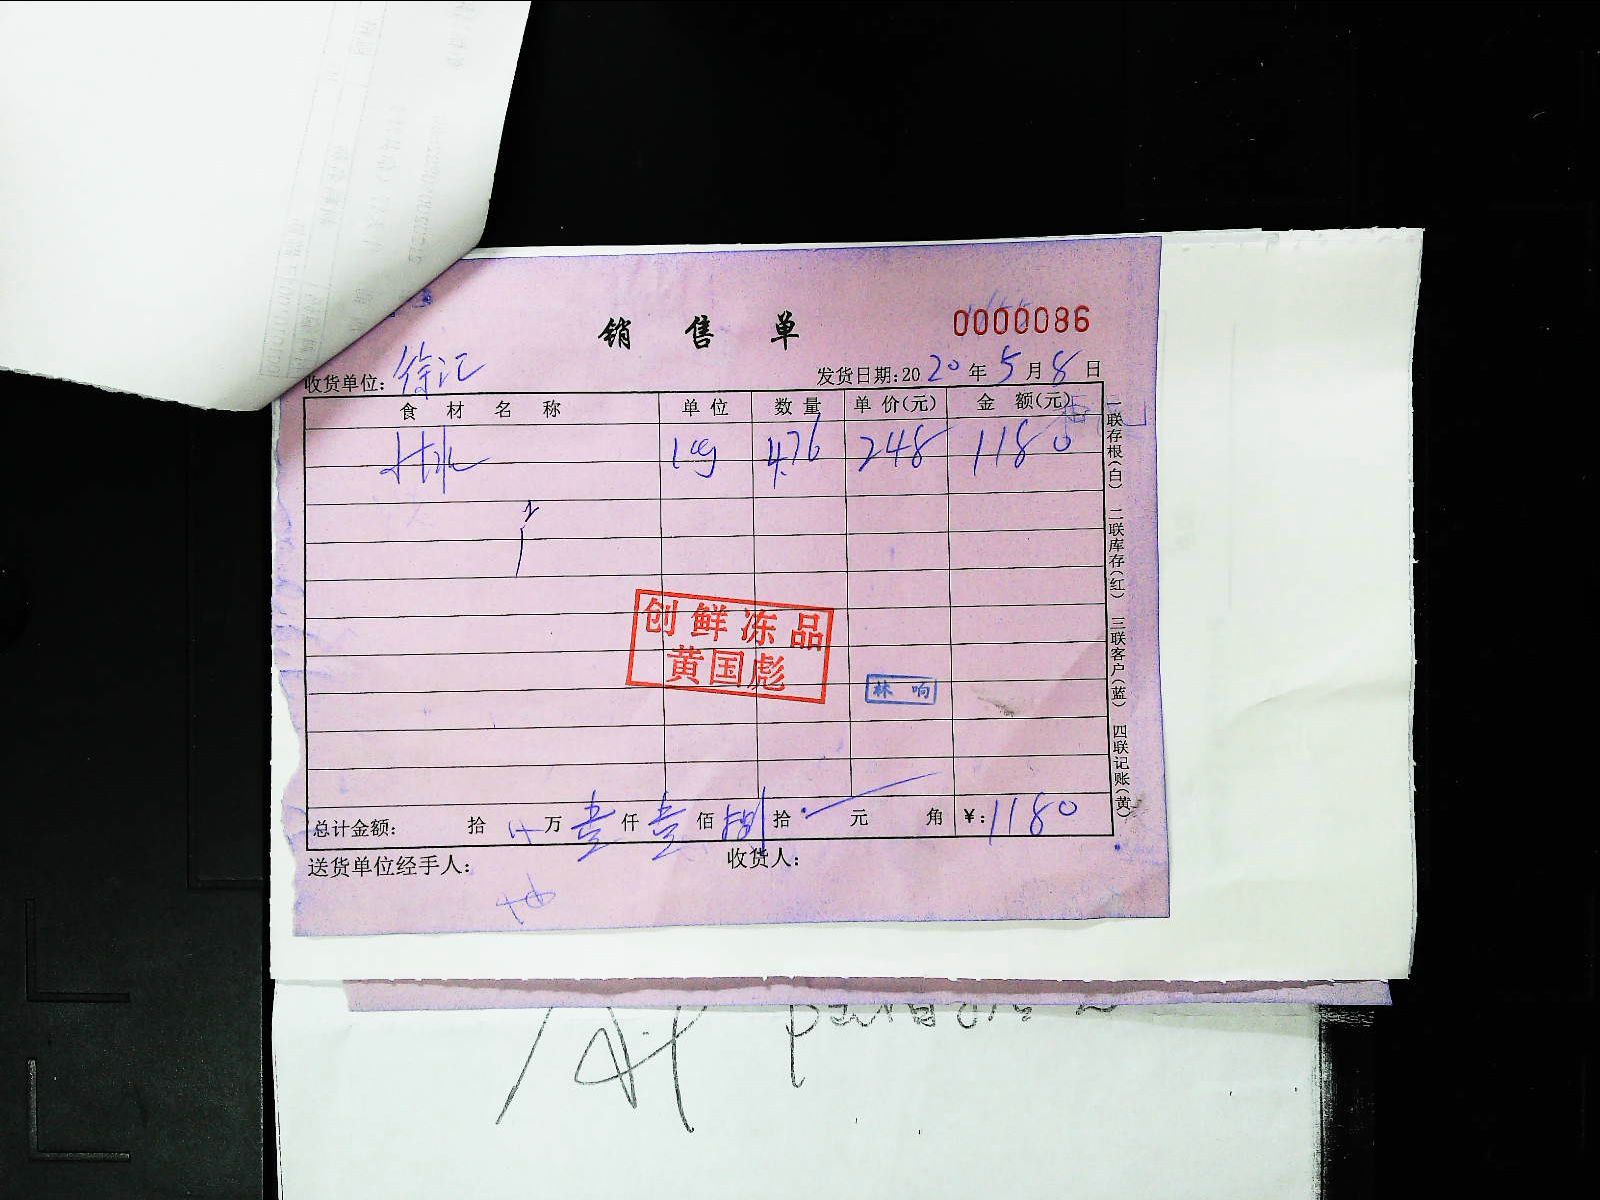 销 售 单
0000086
收货单位: 徐汇
发货日期:2020年5月8日
食 材 名 称 单 位 数 量 单 价(元) 金 额(元)
排 kg 4.76 248 1180
创鲜冻品
黄国彪
林 响
总计金额: 拾 万 壹 仟 壹 佰 捌 拾 元 角 ¥: 1180
送货单位经手人:
收货人:
一联存根(白) 二联库存(红) 三联客户(蓝) 四联记账(黄)